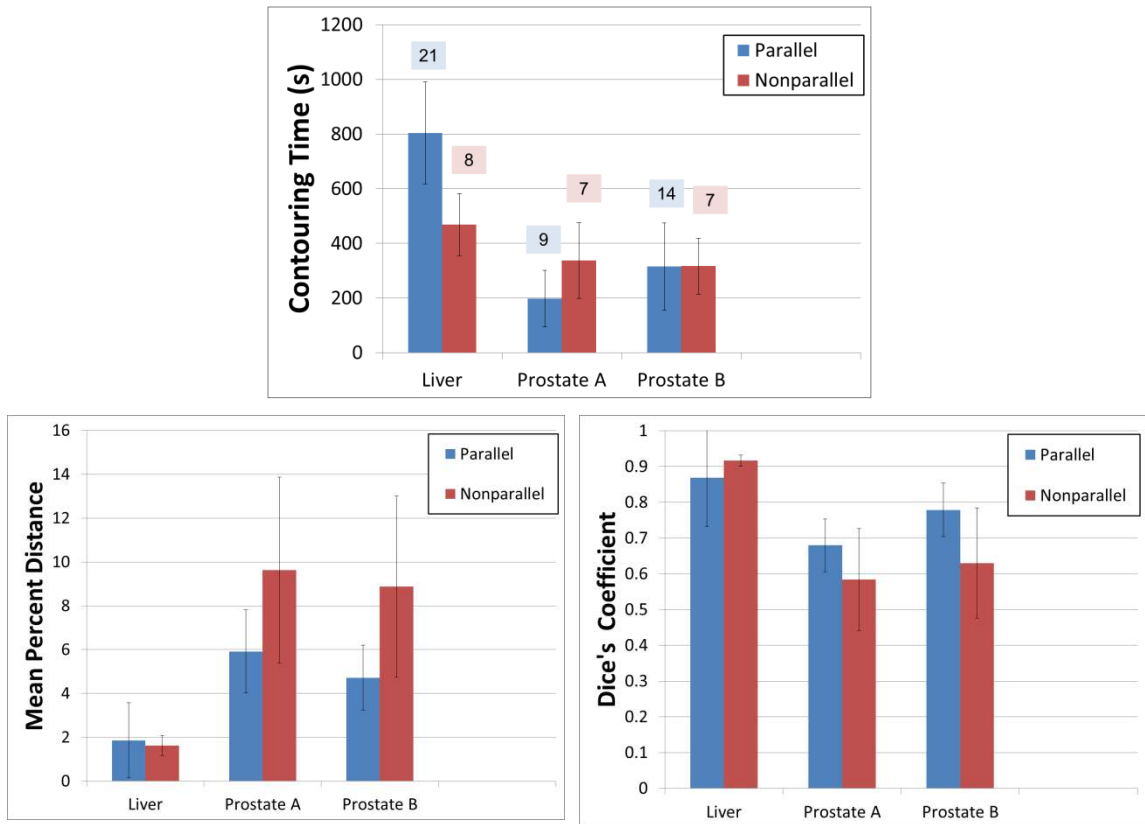 1200
1000
800
600
400
200
0
Contouring Time (s)
21
8
9
7
14
7
Parallel
Nonparallel
Liver Prostate A Prostate B
16
14
12
10
8
6
4
2
0
Mean Percent Distance
Parallel
Nonparallel
Liver Prostate A Prostate B
1
0.9
0.8
0.7
0.6
0.5
0.4
0.3
0.2
0.1
0
Dice's Coefficient
Parallel
Nonparallel
Liver Prostate A Prostate B